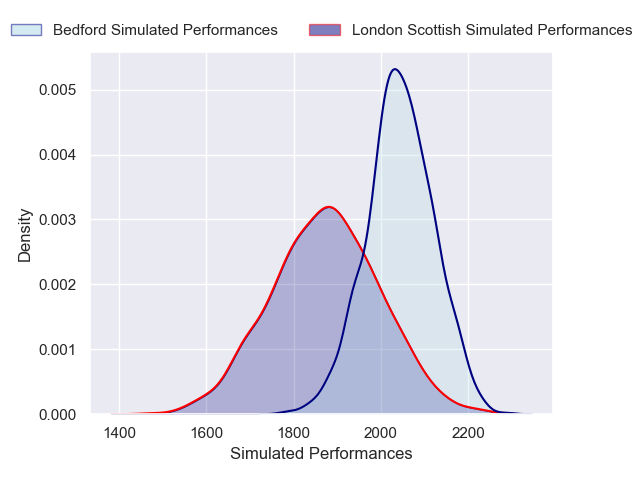 Bedford Simulated Performances London Scottish Simulated Performances
0.005
0.004
0.003
0.002
0.001
0.000
Density
1400 1600 1800 2000 2200
Simulated Performances